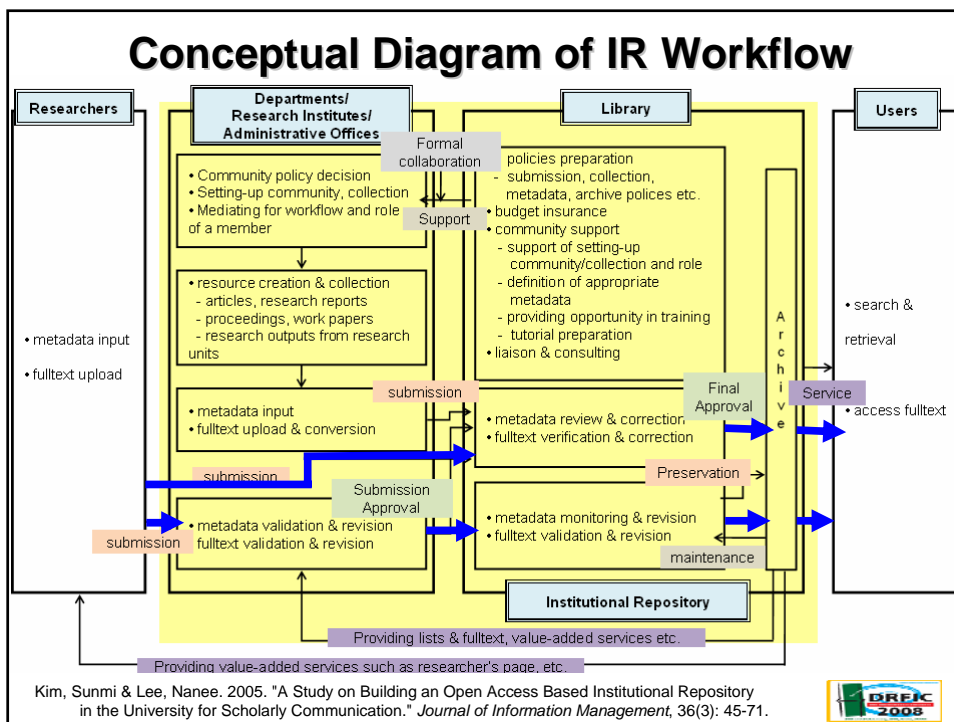 Conceptual Diagram of IR Workflow
Researchers
• metadata input
• fulltext upload
Departments/
Research Institutes/
Administrative Offices
• Community policy decision
• Setting-up community, collection
• Mediating for workflow and role
of a member
• resource creation & collection
- articles, research reports
- proceedings, work papers
- research outputs from research
units
• metadata input
• fulltext upload & conversion
• metadata validation & revision
fulltext validation & revision
Formal
collaboration
Support
submission
submission
submission
Submission
Approval
Library
policies preparation
- submission, collection,
metadata, archive polices etc.
• budget insurance
• community support
- support of setting-up
community/collection and role
- definition of appropriate
metadata
- providing opportunity in training
- tutorial preparation
• liaison & consulting
• metadata review & correction
• fulltext verification & correction
• metadata monitoring & revision
• fulltext validation & revision
Final
Approval
Preservation
maintenance
Archive
Institutional Repository
Service
Users
• search &
retrieval
• access fulltext
Providing lists & fulltext, value-added services etc.
Providing value-added services such as researcher's page, etc.
Kim, Sunmi & Lee, Nanee. 2005. "A Study on Building an Open Access Based Institutional Repository
in the University for Scholarly Communication." Journal of Information Management, 36(3): 45-71.
DRFIC
2008